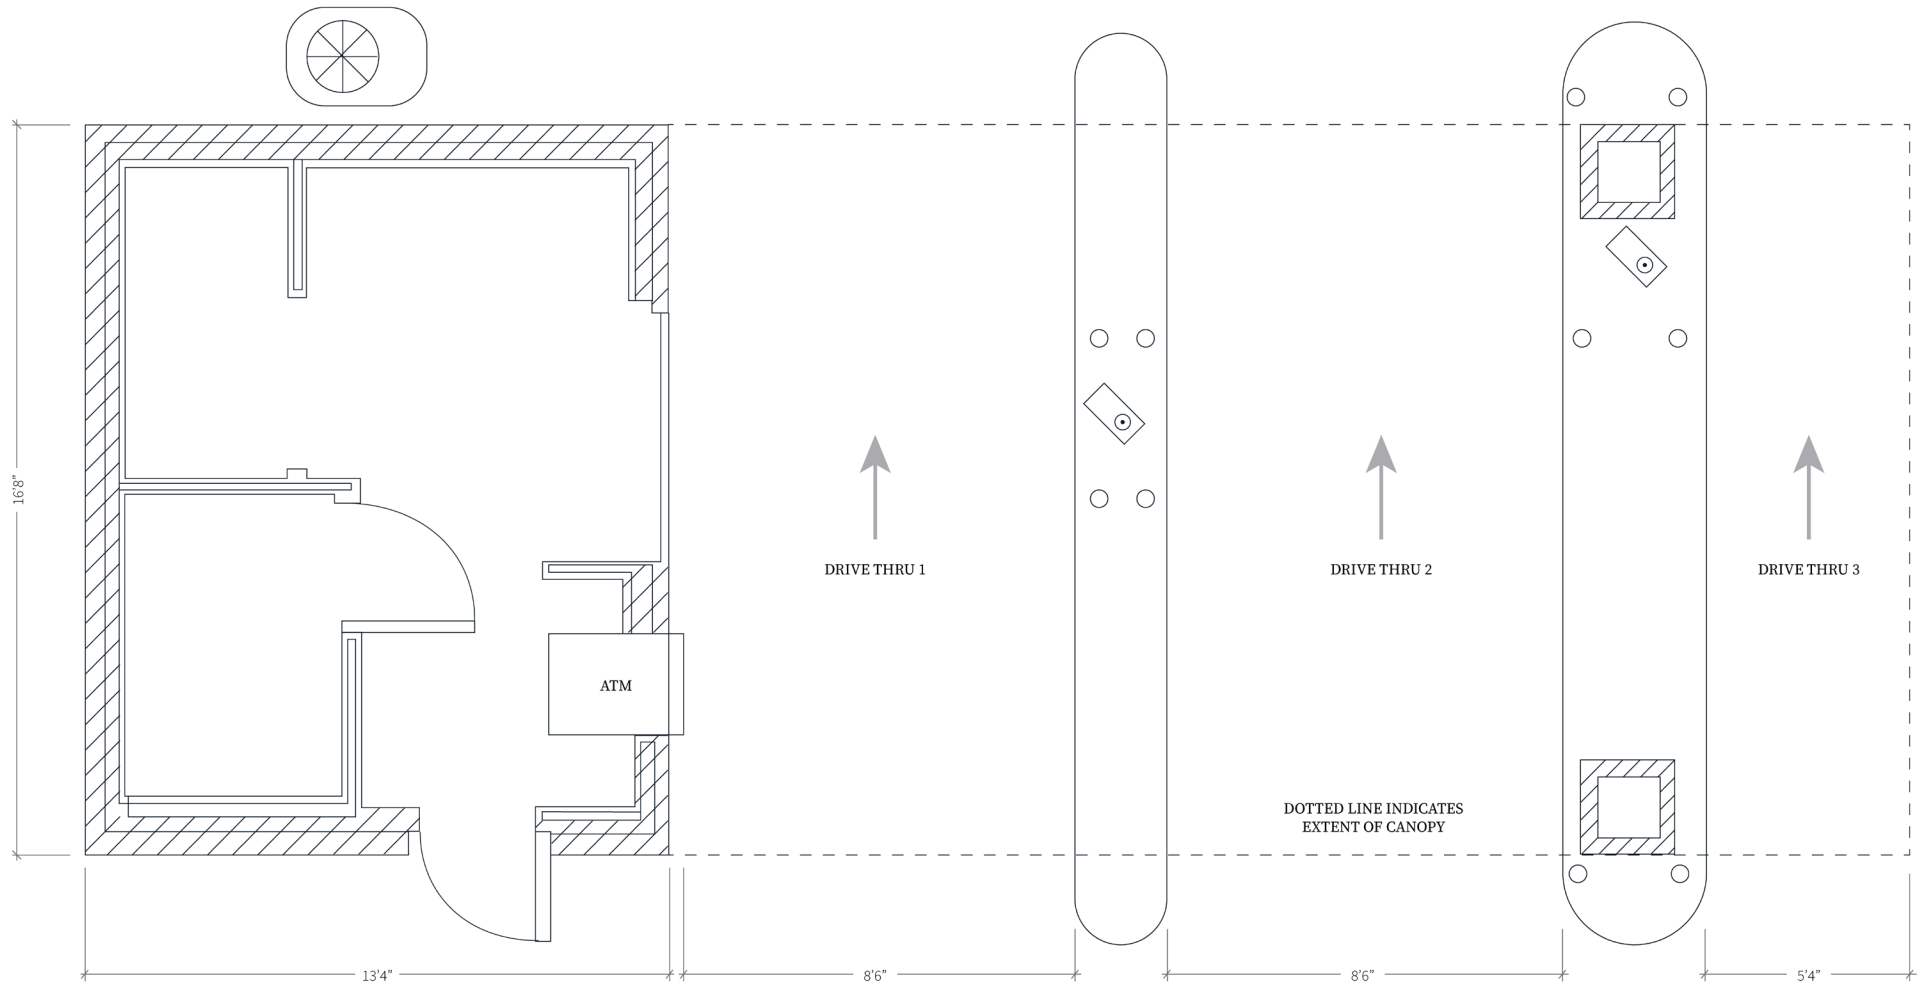 16'8”
DRIVE THRU 1
DRIVE THRU 2
DRIVE THRU 3
ATM
DOTTED LINE INDICATES
EXTENT OF CANOPY
13'4”
8'6”
8'6”
5'4”